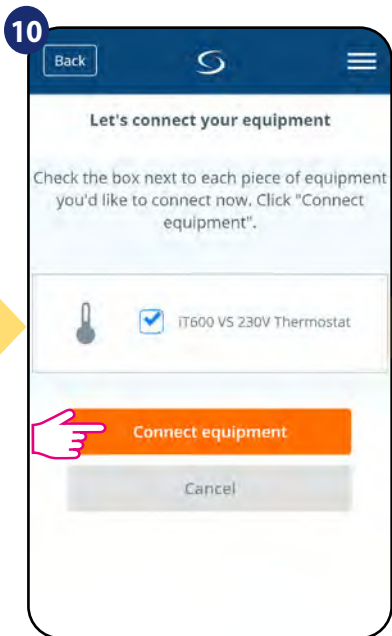 10
Back
Let's connect your equipment
Check the box next to each piece of equipment
you'd like to connect now. Click "Connect
equipment".
iT600 VS 230V Thermostat
Connect equipment
Cancel